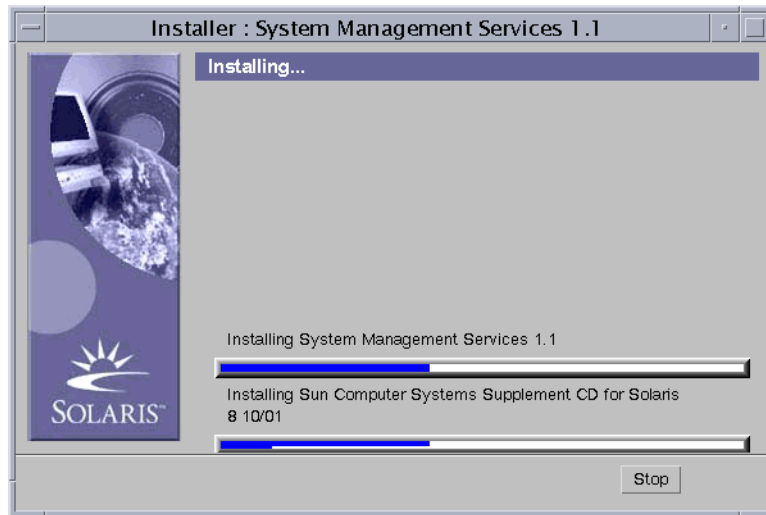 Installer : System Management Services 1.1
Installing...
Installing System Management Services 1.1
Installing Sun Computer Systems Supplement CD for Solaris
8 10/01
SOLARIS™
Stop